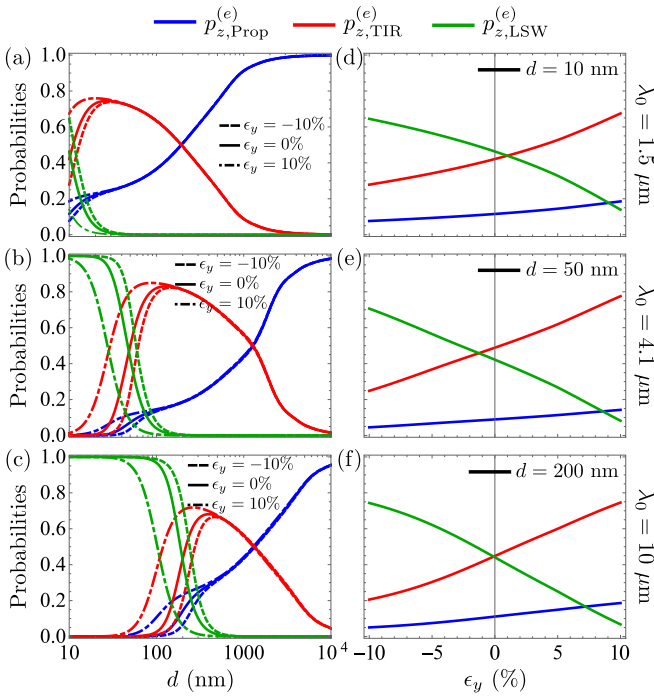 p_{z,Prop}^{(e)} p_{z,TIR}^{(e)} p_{z,LSW}^{(e)}
(a)
1.0
0.8
0.6
0.4
0.2
0.0
Probabilities
ϵ_y = −10%
ϵ_y = 0%
ϵ_y = 10%
(d)
d = 10 nm
λ_0 = 1.5 μm
(b)
1.0
0.8
0.6
0.4
0.2
0.0
Probabilities
ϵ_y = −10%
ϵ_y = 0%
ϵ_y = 10%
(e)
d = 50 nm
λ_0 = 4.1 μm
(c)
1.0
0.8
0.6
0.4
0.2
0.0
Probabilities
ϵ_y = −10%
ϵ_y = 0%
ϵ_y = 10%
10 100 1000 10^4
d (nm)
(f)
d = 200 nm
λ_0 = 10 μm
−10 −5 0 5 10
ϵ_y (%)